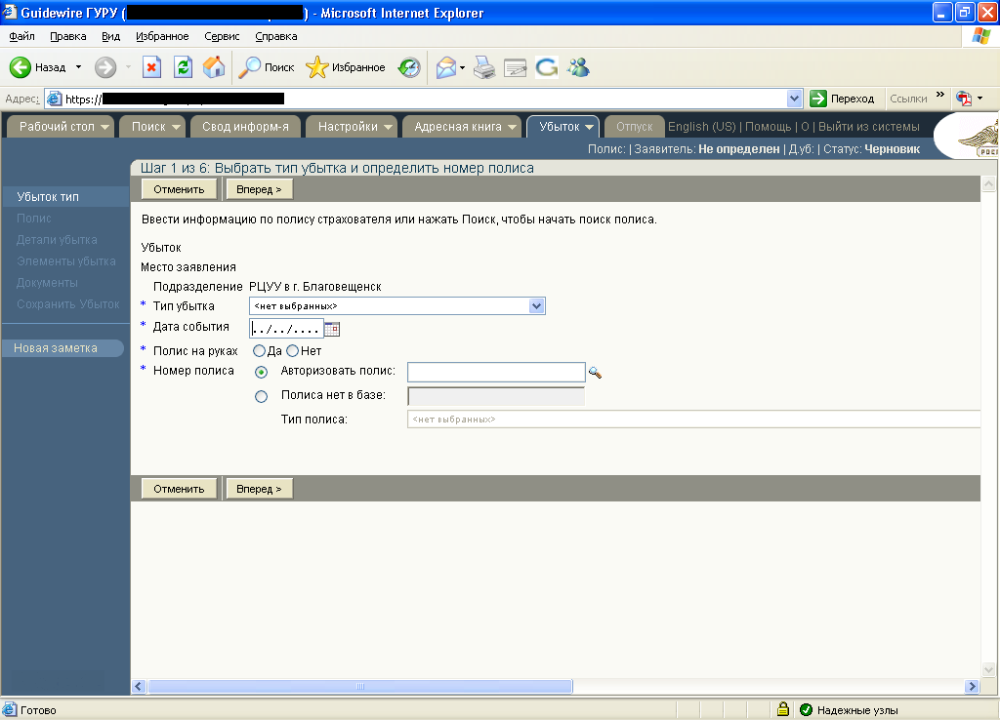 Guidewire ГУРУ ( ) - Microsoft Internet Explorer
Файл Правка Вид Избранное Сервис Справка
Назад Поиск Избранное
Адрес: https:// Переход Ссылки »
Рабочий стол Поиск Свод информ-я Настройки Адресная книга Убыток Отпуск English (US) | Помощь | О | Выйти из системы
Полис: | Заявитель: Не определен | Дуб: | Статус: Черновик
Шаг 1 из 6: Выбрать тип убытка и определить номер полиса
Отменить Вперед >
Убыток тип
Полис
Детали убытка
Элементы убытка
Документы
Сохранить Убыток
Новая заметка
Ввести информацию по полису страхователя или нажать Поиск, чтобы начать поиск полиса.
Убыток
Место заявления
Подразделение РЦУУ в г. Благовещенск
* Тип убытка <нет выбранных>
* Дата события ../../....
* Полис на руках Да Нет
* Номер полиса Авторизовать полис:
Полиса нет в базе:
Тип полиса: <нет выбранных>
Отменить Вперед >
Готово Надежные узлы